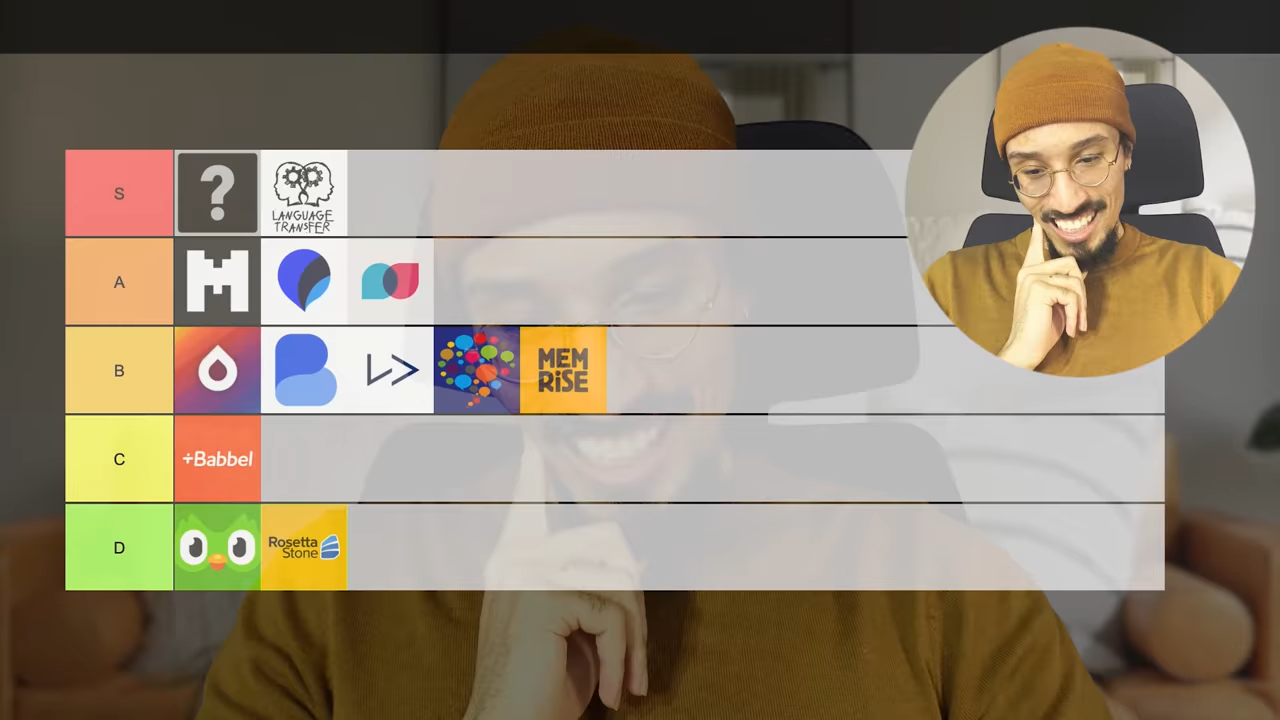 S
?
LANGUAGE
TRANSFER
A
M
B
MEM
RiSE
C
+Babbel
D
Rosetta
Stone